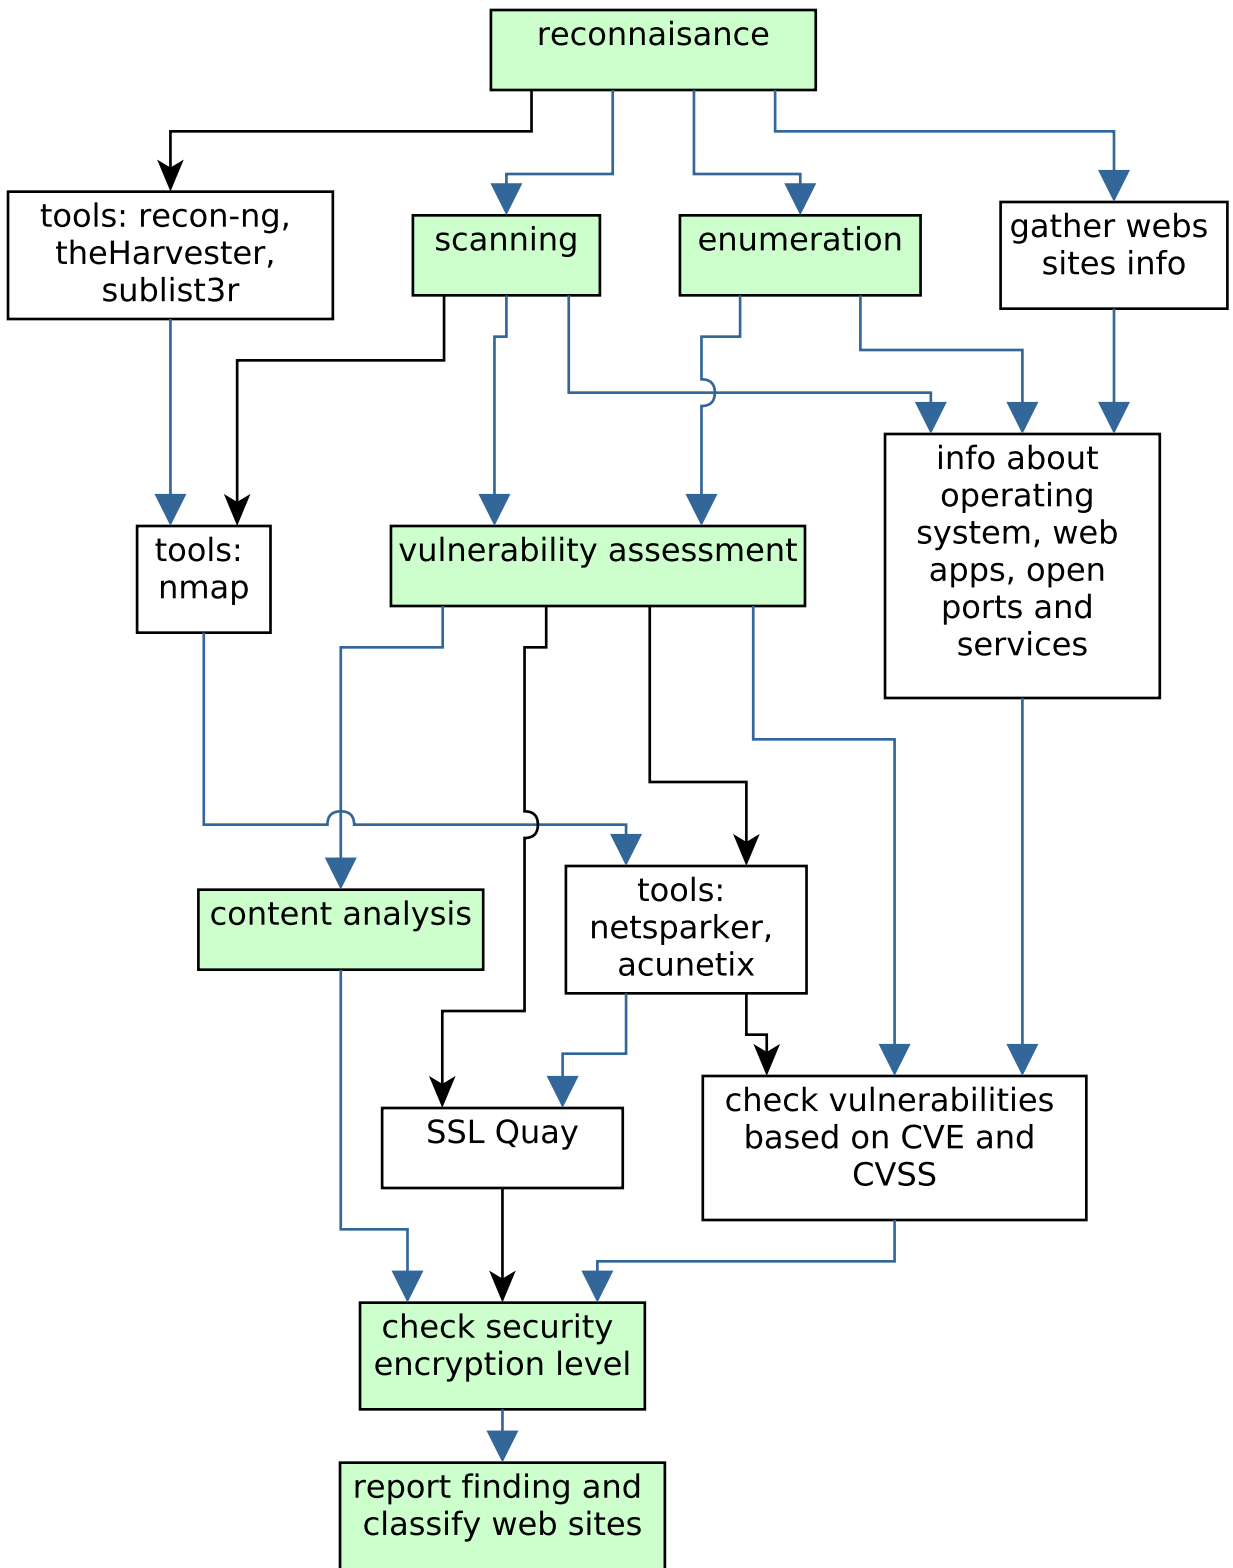 reconnaisance
tools: recon-ng,
theHarvester,
sublist3r
scanning
enumeration
gather webs
sites info
info about
operating
system, web
apps, open
ports and
services
tools:
nmap
vulnerability assessment
content analysis
tools:
netsparker,
acunetix
SSL Quay
check vulnerabilities
based on CVE and
CVSS
check security
encryption level
report finding and
classify web sites